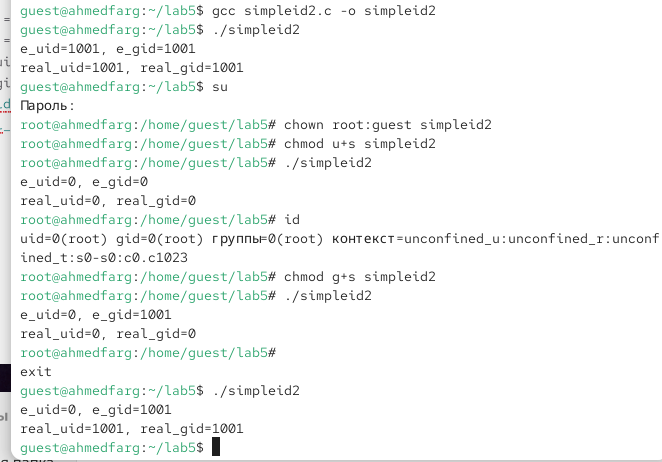 guest@ahmedfarg:~/lab5$ gcc simpleid2.c -o simpleid2
guest@ahmedfarg:~/lab5$ ./simpleid2
e_uid=1001, e_gid=1001
real_uid=1001, real_gid=1001
guest@ahmedfarg:~/lab5$ su
Пароль:
root@ahmedfarg:/home/guest/lab5# chown root:guest simpleid2
root@ahmedfarg:/home/guest/lab5# chmod u+s simpleid2
root@ahmedfarg:/home/guest/lab5# ./simpleid2
e_uid=0, e_gid=0
real_uid=0, real_gid=0
root@ahmedfarg:/home/guest/lab5# id
uid=0(root) gid=0(root) группы=0(root) контекст=unconfined_u:unconfined_r:unconf
ined_t:s0-s0:c0.c1023
root@ahmedfarg:/home/guest/lab5# chmod g+s simpleid2
root@ahmedfarg:/home/guest/lab5# ./simpleid2
e_uid=0, e_gid=1001
real_uid=0, real_gid=0
root@ahmedfarg:/home/guest/lab5#
exit
guest@ahmedfarg:~/lab5$ ./simpleid2
e_uid=0, e_gid=1001
real_uid=1001, real_gid=1001
guest@ahmedfarg:~/lab5$